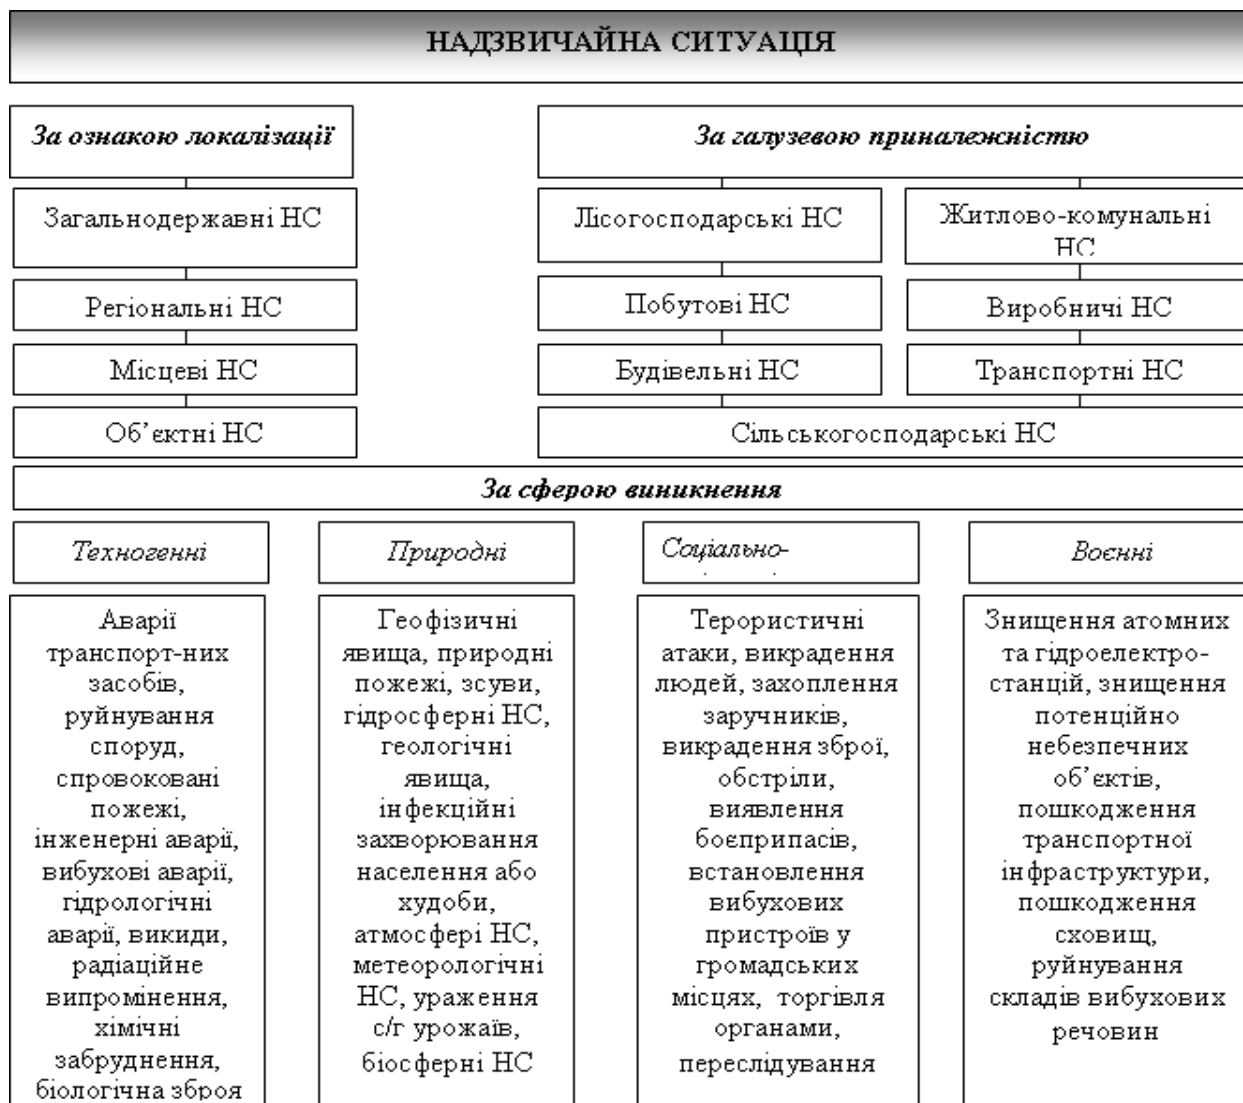 НАДЗВИЧАЙНА СИТУАЦІЯ
За ознакою локалізації
Загальнодержавні НС
Регіональні НС
Місцеві НС
Об’єктні НС
За галузевою приналежністю
Лісогосподарські НС
Побутові НС
Будівельні НС
Житлово-комунальні
НС
Виробничі НС
Транспортні НС
Сільськогосподарські НС
За сферою виникнення
Техногенні
Аварії
транспорт-них
засобів,
руйнування
споруд,
спровоковані
пожежі,
інженерні аварії,
вибухові аварії,
гідрологічні
аварії, викиди,
радіаційне
випромінення,
хімічні
забруднення,
біологічна зброя
Природні
Геофізичні
явища, природні
пожежі, зсуви,
гідросферні НС,
геологічні
явища,
інфекційні
захворювання
населення або
худоби,
атмосфері НС,
метеорологічні
НС, ураження
с/г урожаїв,
біосферні НС
Соціально-
Терористичні
атаки, викрадення
людей, захоплення
заручників,
викрадення зброї,
обстріли,
виявлення
боєприпасів,
встановлення
вибухових
пристроїв у
громадських
місцях, торгівля
органами,
переслідування
Воєнні
Знищення атомних
та гідроелектро-
станцій, знищення
потенційно
небезпечних
об’єктів,
пошкодження
транспортної
інфраструктури,
пошкодження
сховищ,
руйнування
складів вибухових
речовин